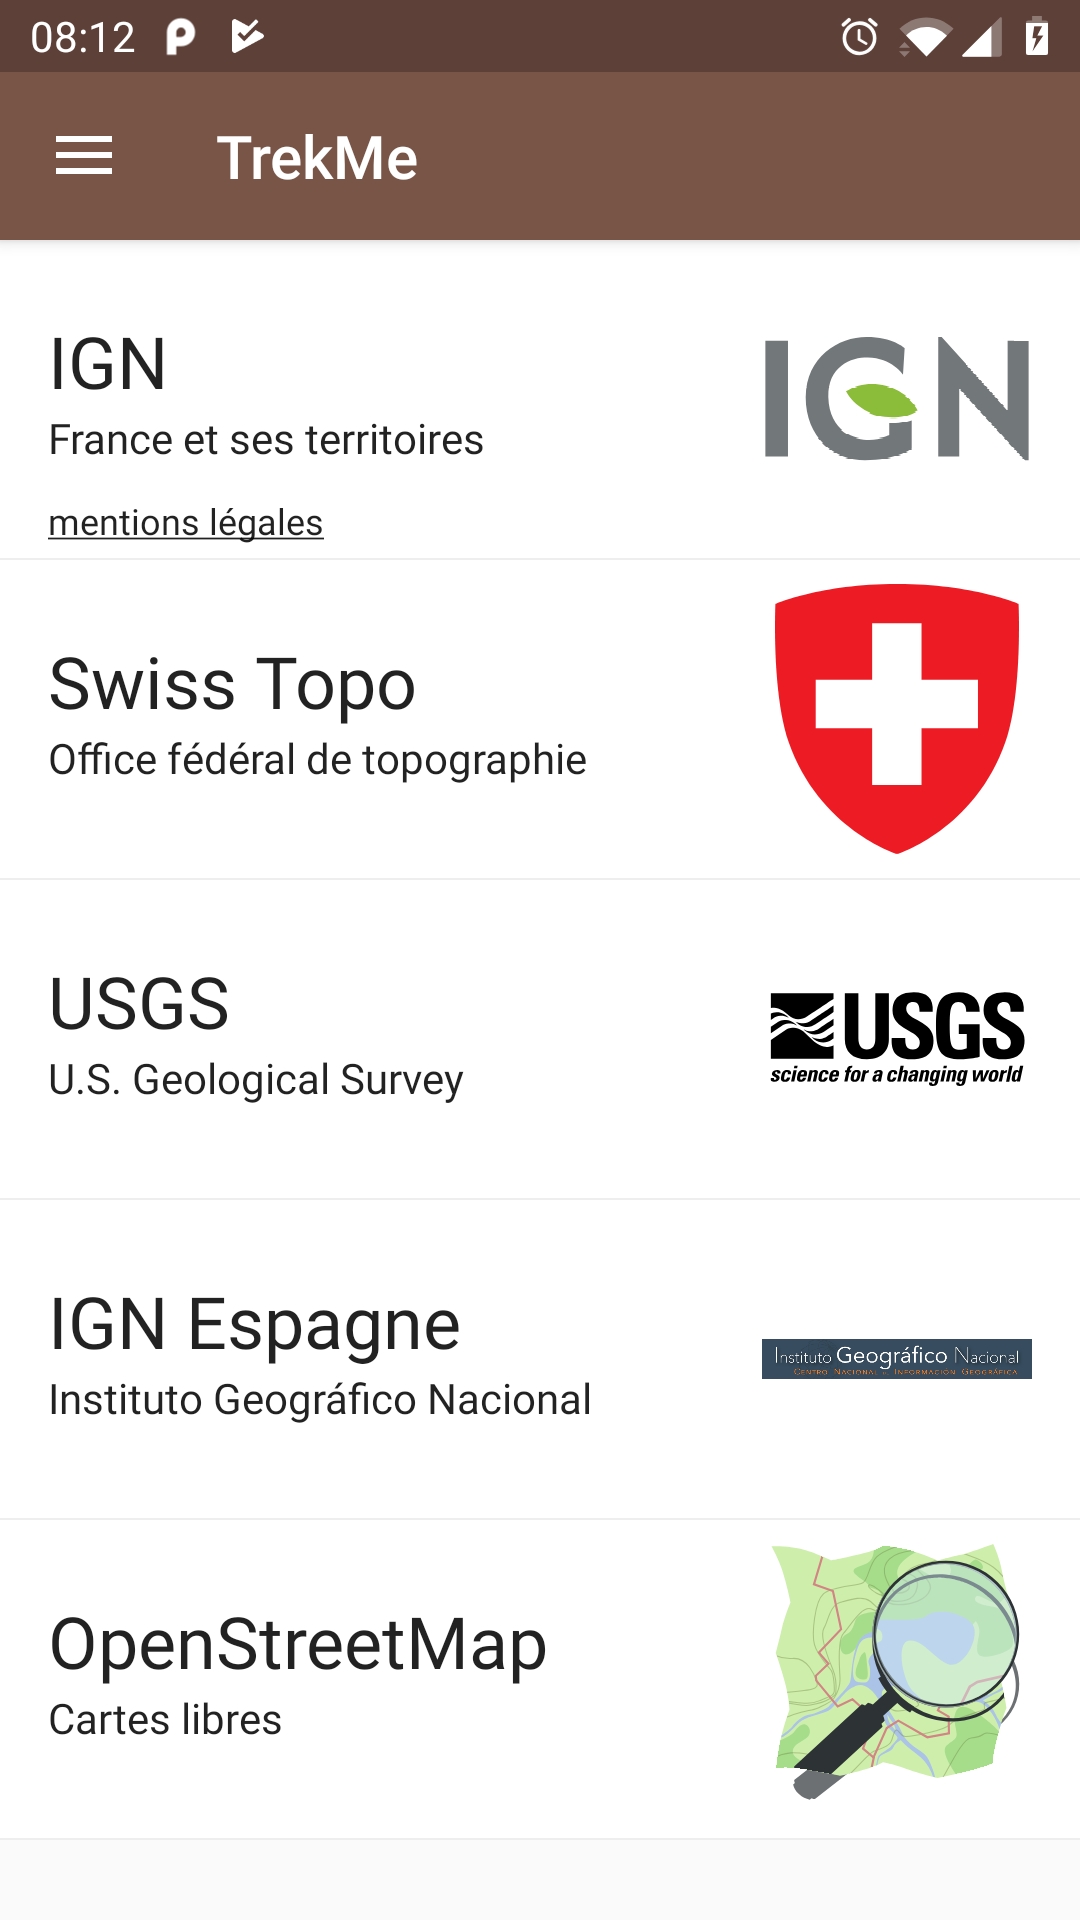 08:12
TrekMe
IGN
France et ses territoires
mentions légales
IGN
Swiss Topo
Office fédéral de topographie
USGS
U.S. Geological Survey
USGS
science for a changing world
IGN Espagne
Instituto Geográfico Nacional
Instituto Geográfico Nacional
Centro Nacional de Información Geográfica
OpenStreetMap
Cartes libres